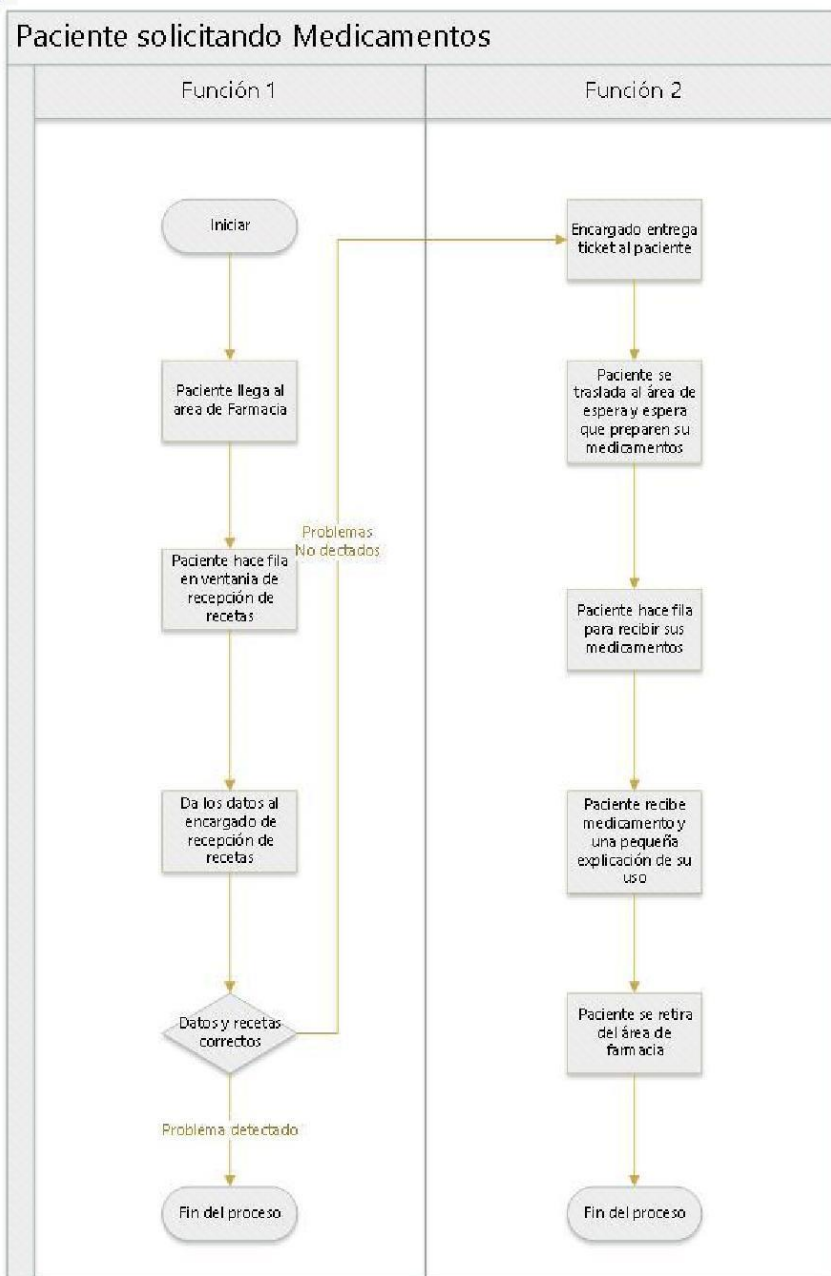 Paciente solicitando Medicamentos
Función 1
Función 2
Iniciar
Paciente llega al
area de Farmacia
Paciente hace fila
en ventania de
recepción de
recetas
Da los datos al
encargado de
recepción de
recetas
Datos y recetas
correctos
Problema detectado
Fin del proceso
Problemas
No dectados
Encargado entrega
ticket al paciente
Paciente se
traslada al área de
espera y espera
que preparen su
medicamentos
Paciente hace fila
para recibir sus
medicamentos
Paciente recibe
medicamento y
una pequeña
explicación de su
uso
Paciente se retira
del área de
farmacia
Fin del proceso